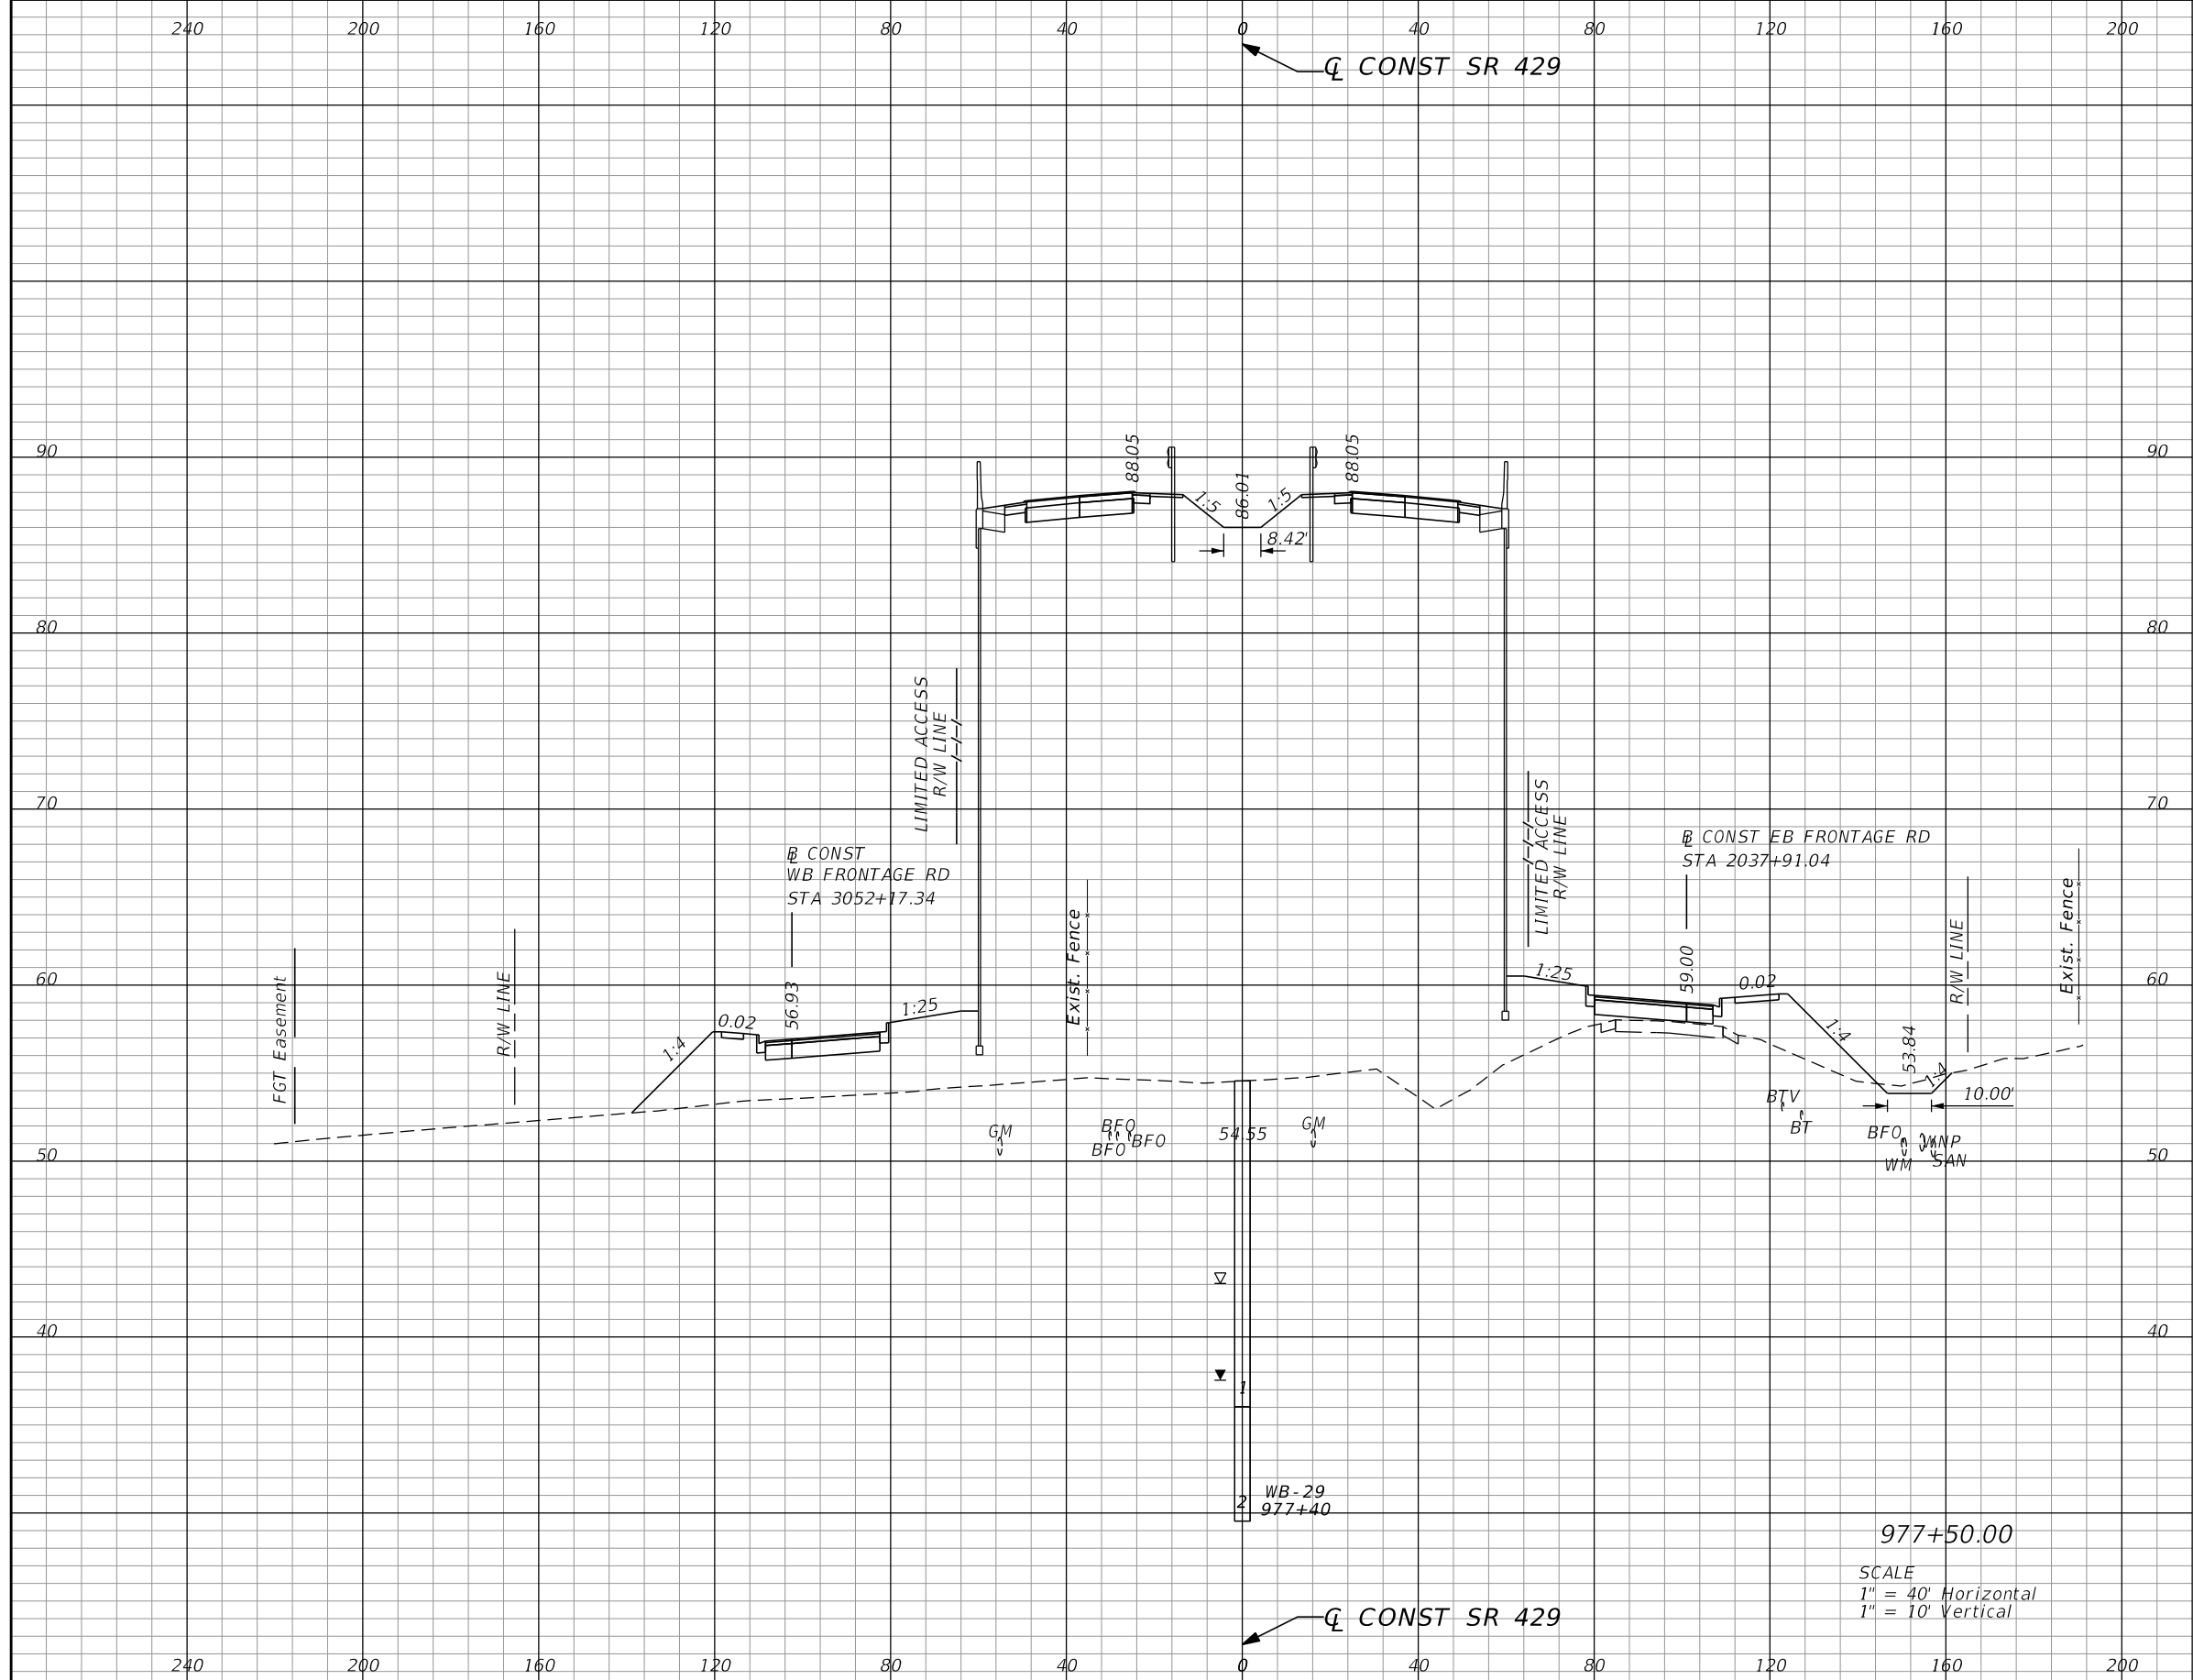 240 200 160 120 80 40 0 40 80 120 160 200
℄ CONST SR 429
90 90
88.05
86.01
88.05
1:5
1:5
8.42'
80 80
LIMITED ACCESS
R/W LINE
70 70
LIMITED ACCESS
R/W LINE
BL CONST
WB FRONTAGE RD
STA 3052+17.34
BL CONST EB FRONTAGE RD
STA 2037+91.04
FGT Easement
R/W LINE
Exist. Fence
R/W LINE
Exist. Fence
60 60
1:4
0.02
56.93
1:25
1:25
59.00
0.02
1:4
53.84
1:4
10.00'
GM
BFO
BFO
BFO
54.55
GM
BTV
BT
BFO
WM
WNP
SAN
50 50
40 40
1
2
WB-29
977+40
977+50.00
SCALE
1" = 40' Horizontal
1" = 10' Vertical
℄ CONST SR 429
240 200 160 120 80 40 0 40 80 120 160 200